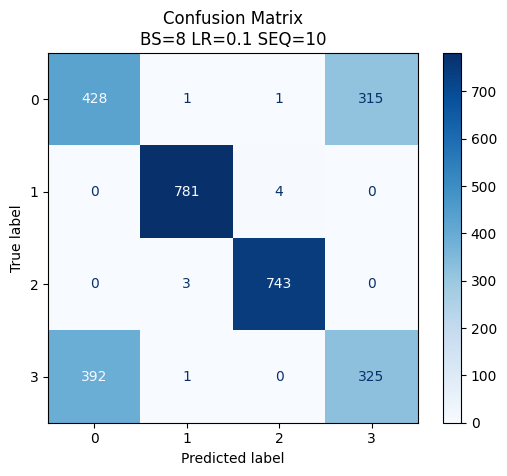 Confusion Matrix
BS=8 LR=0.1 SEQ=10
0 428 1 1 315
1 0 781 4 0
2 0 3 743 0
3 392 1 0 325
0 1 2 3
Predicted label
True label
700
600
500
400
300
200
100
0